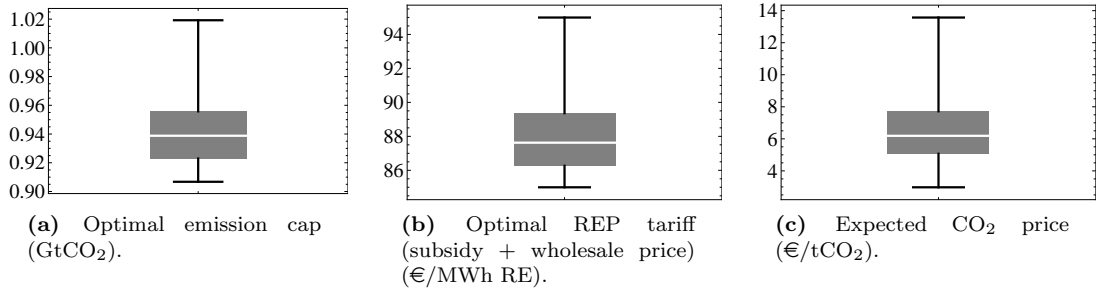 1.02
1.00
0.98
0.96
0.94
0.92
0.90
94
92
90
88
86
14
12
10
8
6
4
(a) Optimal emission cap
(GtCO₂).
(b) Optimal REP tariff
(subsidy + wholesale price)
(€/MWh RE).
(c) Expected CO₂ price
(€/tCO₂).